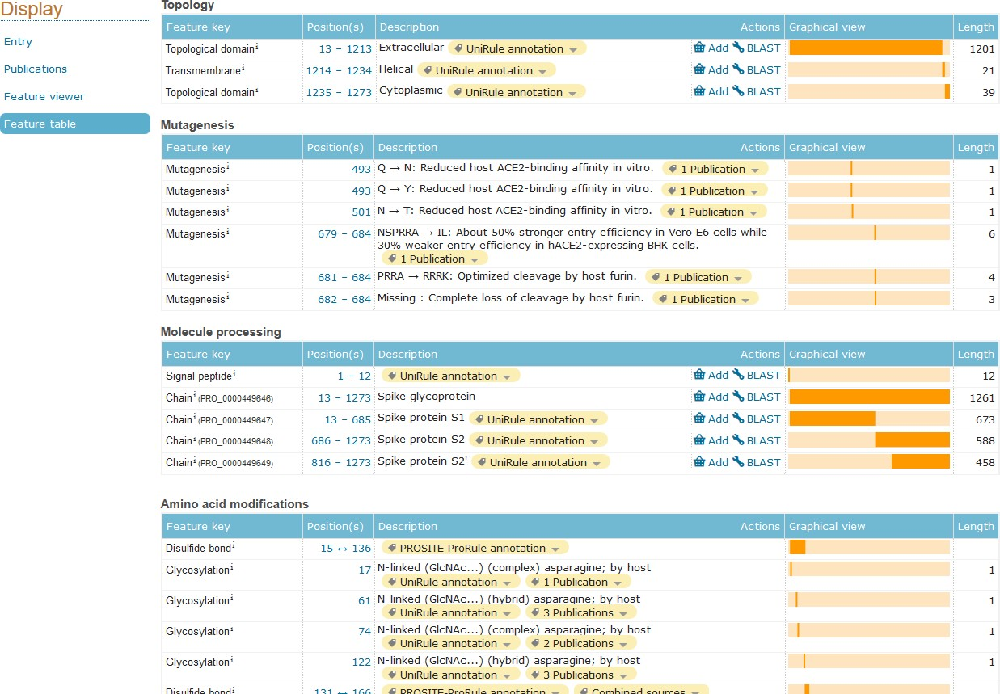 Display
Entry
Publications
Feature viewer
Feature table
Topology
Feature key Position(s) Description Actions Graphical view Length
Topological domainⁱ 13 – 1213 Extracellular UniRule annotation Add BLAST 1201
Transmembraneⁱ 1214 – 1234 Helical UniRule annotation Add BLAST 21
Topological domainⁱ 1235 – 1273 Cytoplasmic UniRule annotation Add BLAST 39
Mutagenesis
Feature key Position(s) Description Actions Graphical view Length
Mutagenesisⁱ 493 Q → N: Reduced host ACE2-binding affinity in vitro. 1 Publication 1
Mutagenesisⁱ 493 Q → Y: Reduced host ACE2-binding affinity in vitro. 1 Publication 1
Mutagenesisⁱ 501 N → T: Reduced host ACE2-binding affinity in vitro. 1 Publication 1
Mutagenesisⁱ 679 – 684 NSPRRA → IL: About 50% stronger entry efficiency in Vero E6 cells while 6
30% weaker entry efficiency in hACE2-expressing BHK cells.
1 Publication
Mutagenesisⁱ 681 – 684 PRRA → RRRK: Optimized cleavage by host furin. 1 Publication 4
Mutagenesisⁱ 682 – 684 Missing : Complete loss of cleavage by host furin. 1 Publication 3
Molecule processing
Feature key Position(s) Description Actions Graphical view Length
Signal peptideⁱ 1 – 12 UniRule annotation Add BLAST 12
Chainⁱ (PRO_0000449646) 13 – 1273 Spike glycoprotein Add BLAST 1261
Chainⁱ (PRO_0000449647) 13 – 685 Spike protein S1 UniRule annotation Add BLAST 673
Chainⁱ (PRO_0000449648) 686 – 1273 Spike protein S2 UniRule annotation Add BLAST 588
Chainⁱ (PRO_0000449649) 816 – 1273 Spike protein S2' UniRule annotation Add BLAST 458
Amino acid modifications
Feature key Position(s) Description Actions Graphical view Length
Disulfide bondⁱ 15 ↔ 136 PROSITE-ProRule annotation
Glycosylationⁱ 17 N-linked (GlcNAc...) (complex) asparagine; by host 1
UniRule annotation 1 Publication
Glycosylationⁱ 61 N-linked (GlcNAc...) (hybrid) asparagine; by host 1
UniRule annotation 3 Publications
Glycosylationⁱ 74 N-linked (GlcNAc...) (complex) asparagine; by host 1
UniRule annotation 2 Publications
Glycosylationⁱ 122 N-linked (GlcNAc...) (hybrid) asparagine; by host 1
UniRule annotation 3 Publications
Disulfide bondⁱ 131 ↔ 166 PROSITE-ProRule annotation Combined sources